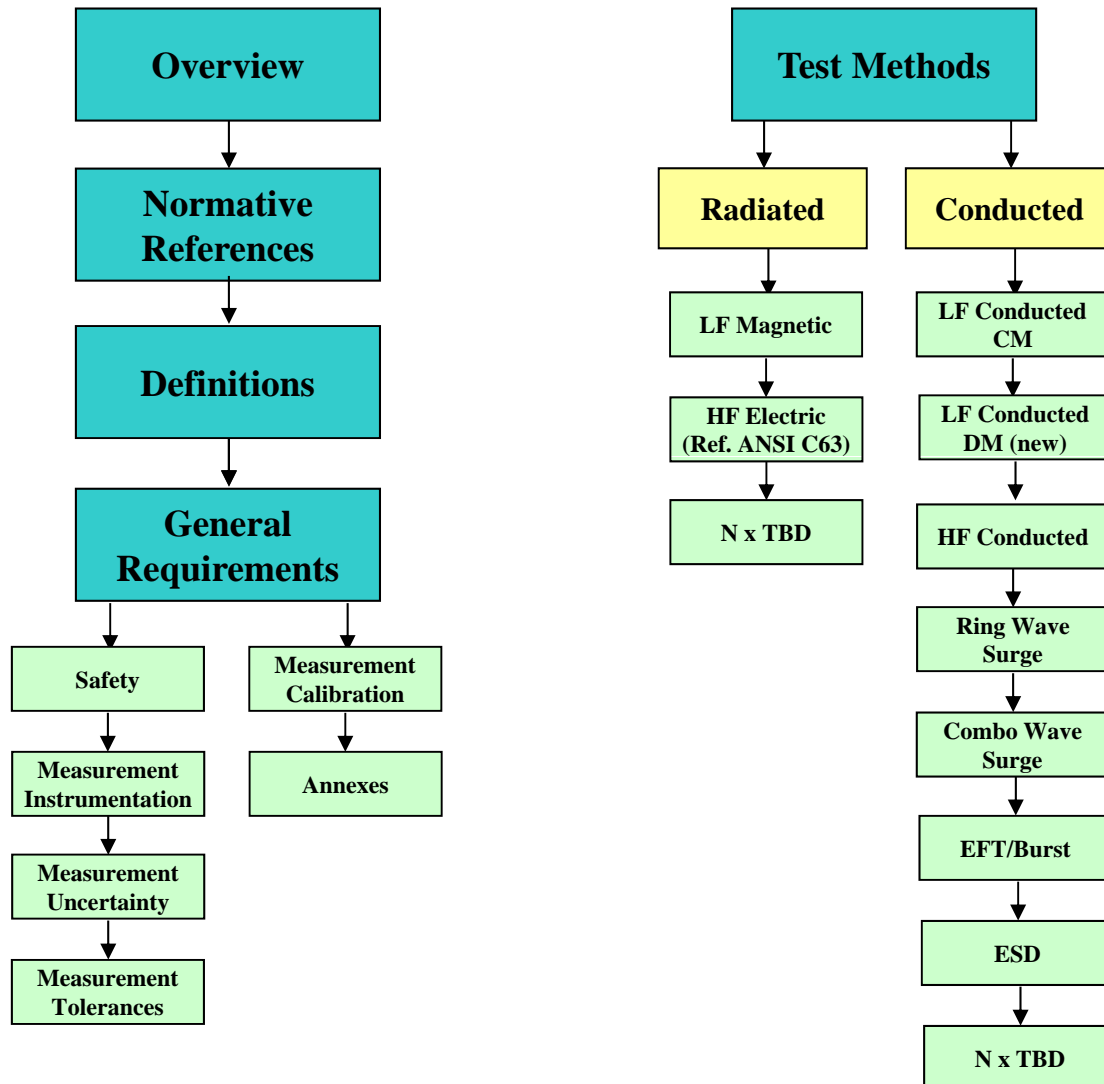 Overview
Normative
References
Definitions
General
Requirements
Safety
Measurement
Instrumentation
Measurement
Uncertainty
Measurement
Tolerances
Measurement
Calibration
Annexes
Test Methods
Radiated
LF Magnetic
HF Electric
(Ref. ANSI C63)
N x TBD
Conducted
LF Conducted
CM
LF Conducted
DM (new)
HF Conducted
Ring Wave
Surge
Combo Wave
Surge
EFT/Burst
ESD
N x TBD